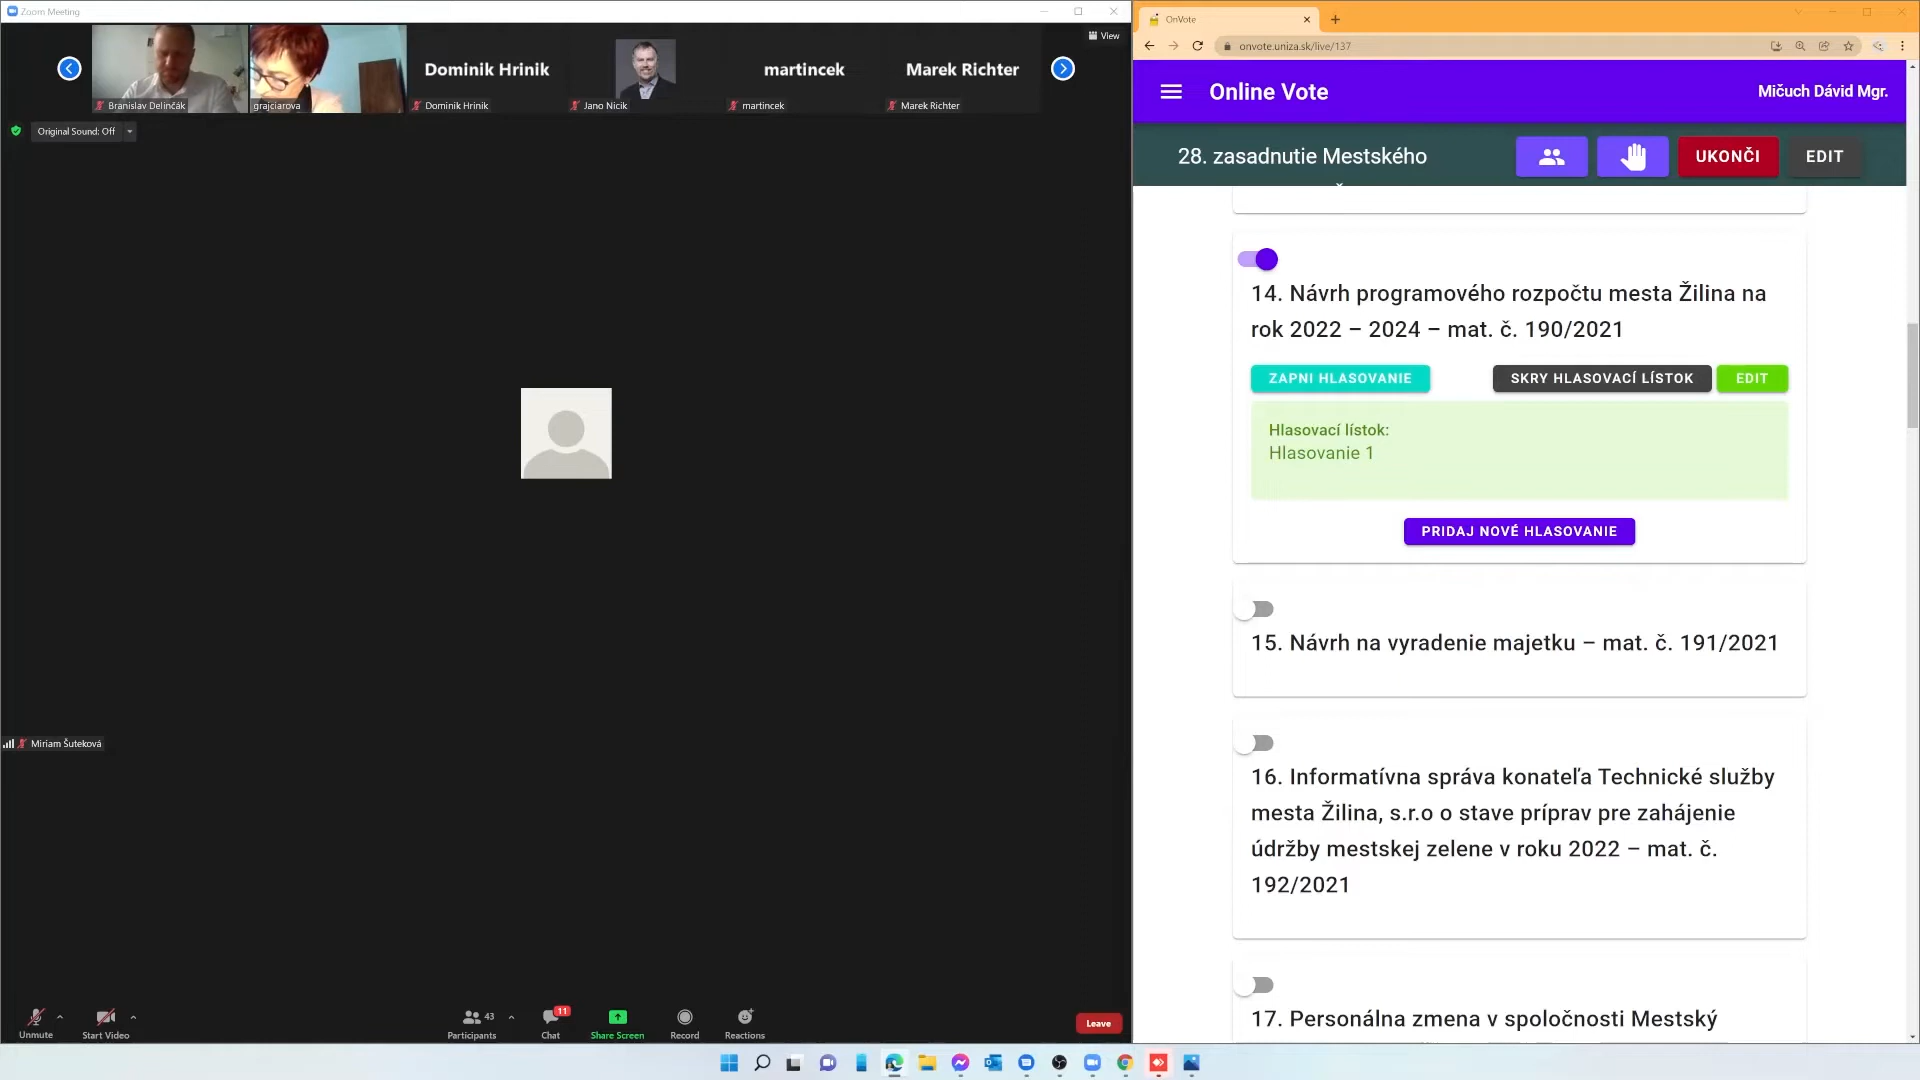 Zoom Meeting
View
Branislav Delinčák
grajciarova
Dominik Hrinik
Dominik Hrinik
Jano Nicik
martincek
martincek
Marek Richter
Marek Richter
Original Sound: Off
Miriam Šuteková
Unmute
Start Video
43
Participants
11
Chat
Share Screen
Record
Reactions
Leave
OnVote
onvote.uniza.sk/live/137
Online Vote
Mičuch Dávid Mgr.
28. zasadnutie Mestského
UKONČI
EDIT
14. Návrh programového rozpočtu mesta Žilina na
rok 2022 – 2024 – mat. č. 190/2021
ZAPNI HLASOVANIE
SKRY HLASOVACÍ LÍSTOK
EDIT
Hlasovací lístok:
Hlasovanie 1
PRIDAJ NOVÉ HLASOVANIE
15. Návrh na vyradenie majetku – mat. č. 191/2021
16. Informatívna správa konateľa Technické služby
mesta Žilina, s.r.o o stave príprav pre zahájenie
údržby mestskej zelene v roku 2022 – mat. č.
192/2021
17. Personálna zmena v spoločnosti Mestský